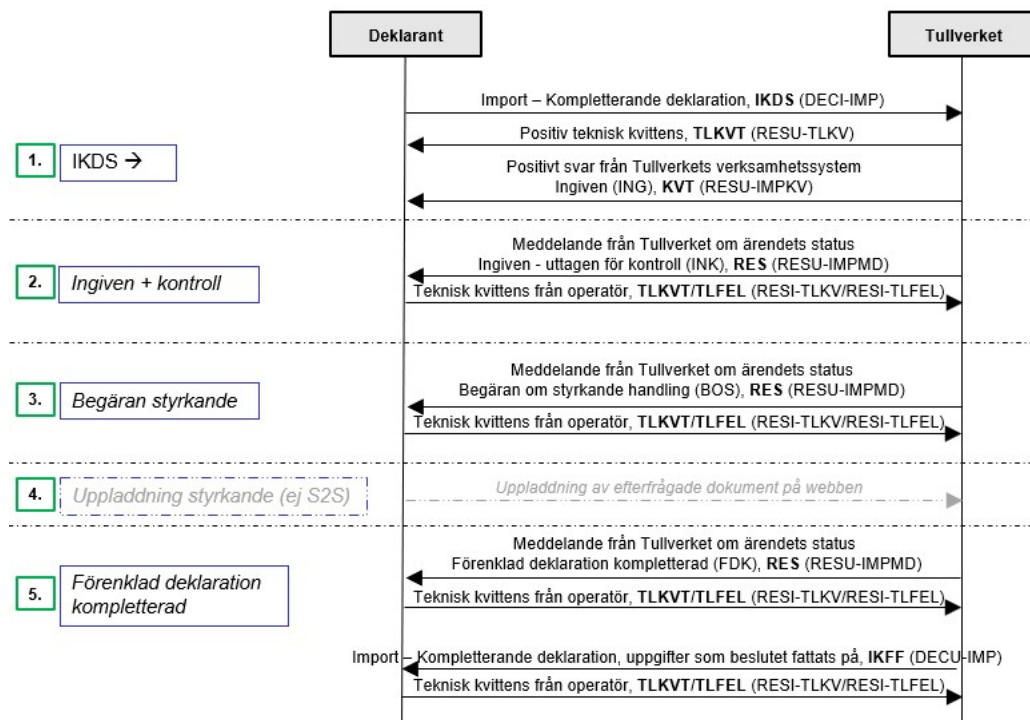 Deklarant
Tullverket
Import – Kompletterande deklaration, IKDS (DECI-IMP)
Positiv teknisk kvittens, TLKVT (RESU-TLKV)
1. IKDS →
Positivt svar från Tullverkets verksamhetssystem
Ingiven (ING), KVT (RESU-IMPKV)
Meddelande från Tullverket om ärendets status
2. Ingiven + kontroll
Ingiven - uttagen för kontroll (INK), RES (RESU-IMPMD)
Teknisk kvittens från operatör, TLKVT/TLFEL (RESI-TLKV/RESI-TLFEL)
Meddelande från Tullverket om ärendets status
3. Begäran styrkande
Begäran om styrkande handling (BOS), RES (RESU-IMPMD)
Teknisk kvittens från operatör, TLKVT/TLFEL (RESI-TLKV/RESI-TLFEL)
4. Uppladdning styrkande (ej S2S)
Uppladdning av efterfrågade dokument på webben
Meddelande från Tullverket om ärendets status
Förenklad deklaration kompletterad (FDK), RES (RESU-IMPMD)
5. Förenklad deklaration
kompletterad
Teknisk kvittens från operatör, TLKVT/TLFEL (RESI-TLKV/RESI-TLFEL)
Import – Kompletterande deklaration, uppgifter som beslutet fattats på, IKFF (DECU-IMP)
Teknisk kvittens från operatör, TLKVT/TLFEL (RESI-TLKV/RESI-TLFEL)